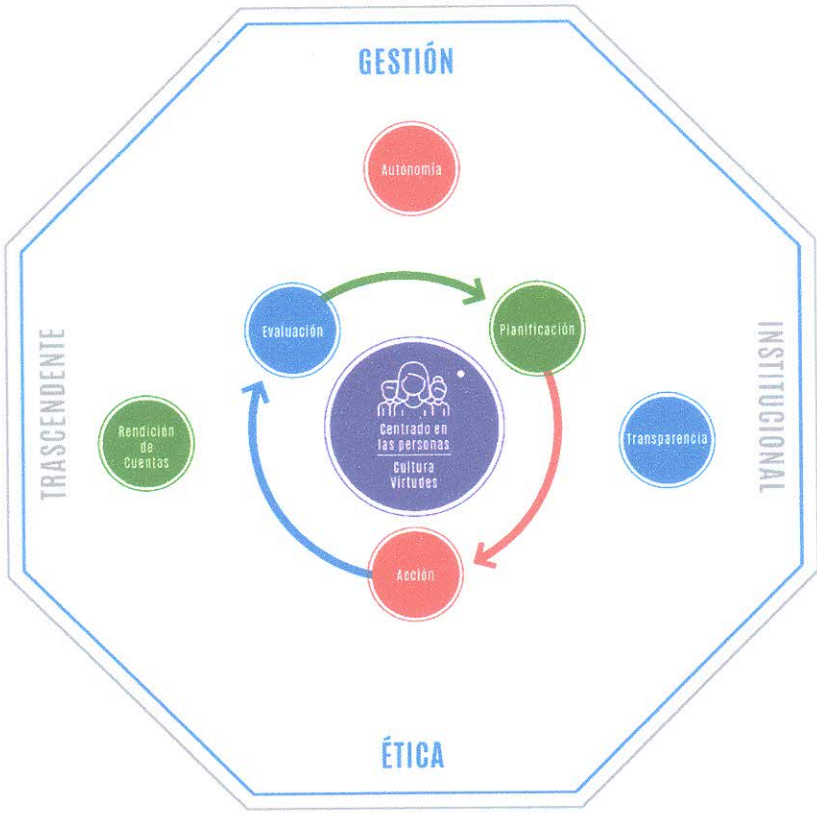 GESTIÓN
Autonomía
Evaluación
Planificación
TRASCENDENTE
INSTITUCIONAL
Centrado en
las personas
Cultura
Virtudes
Rendición
de
Cuentas
Transparencia
Acción
ÉTICA